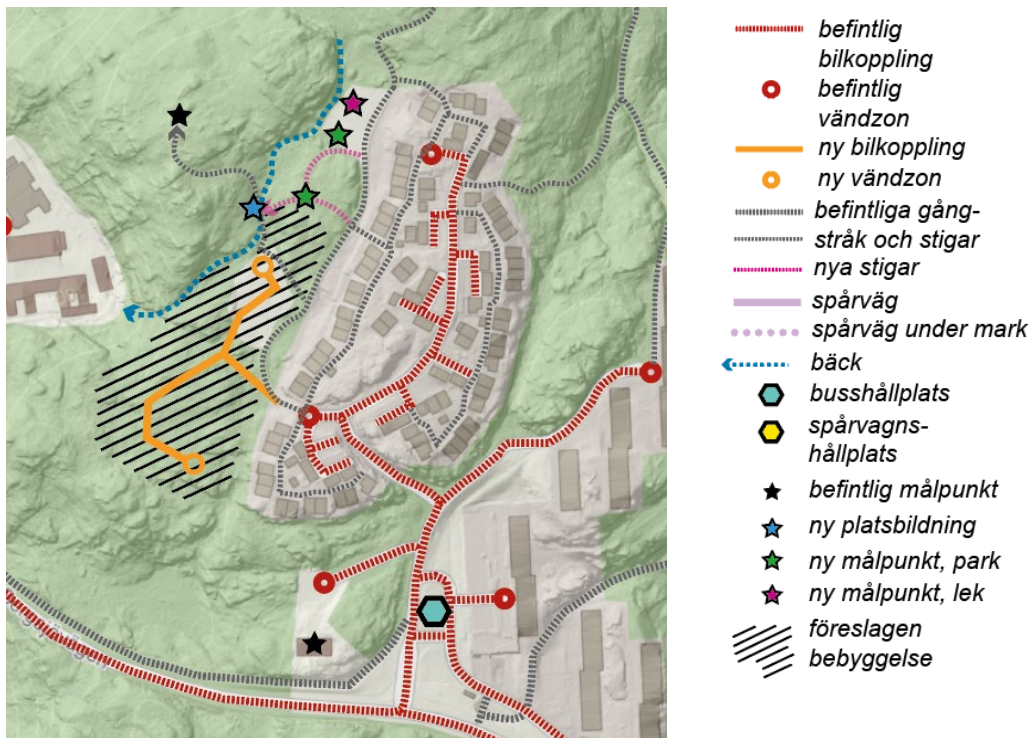 befintlig
bilkoppling
befintlig
vändzon
ny bilkoppling
ny vändzon
befintliga gång-
stråk och stigar
nya stigar
spårväg
spårväg under mark
bäck
busshållplats
spårvagns-
hållplats
befintlig målpunkt
ny platsbildning
ny målpunkt, park
ny målpunkt, lek
föreslagen
bebyggelse